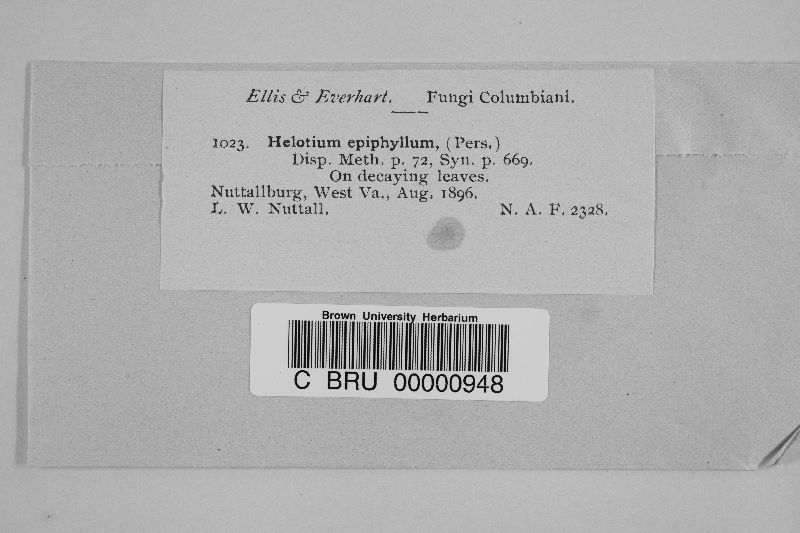 Ellis & Everhart. Fungi Columbiani.
1023. Helotium epiphyllum, (Pers.)
Disp. Meth. p. 72, Syn. p. 669.
On decaying leaves.
Nuttallburg, West Va., Aug. 1896.
L. W. Nuttall. N. A. F. 2328.
Brown University Herbarium
C BRU 00000948